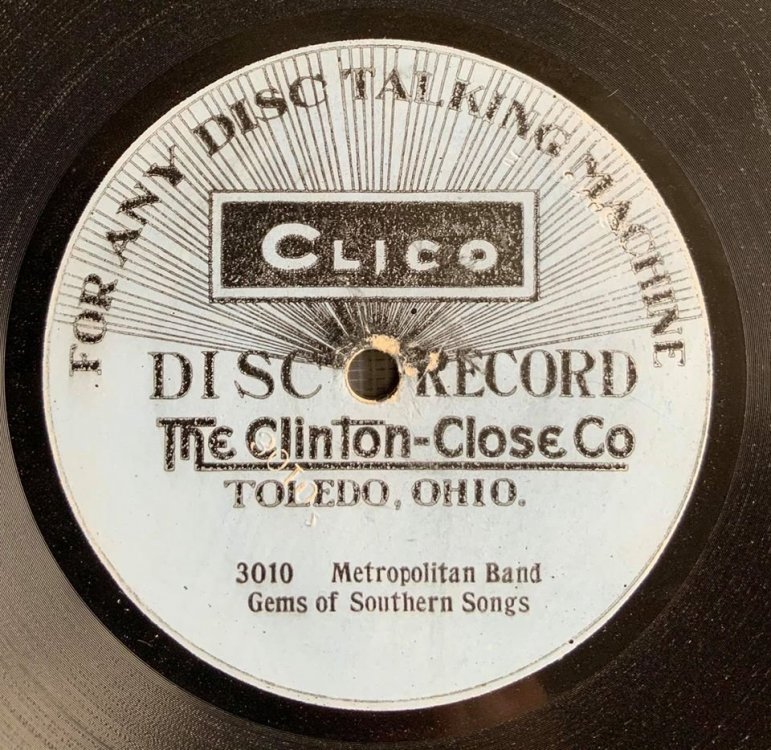 FOR ANY DISC TALKING MACHINE
CLICO
DISC RECORD
The Clinton-Close Co
TOLEDO, OHIO.
3010 Metropolitan Band
Gems of Southern Songs